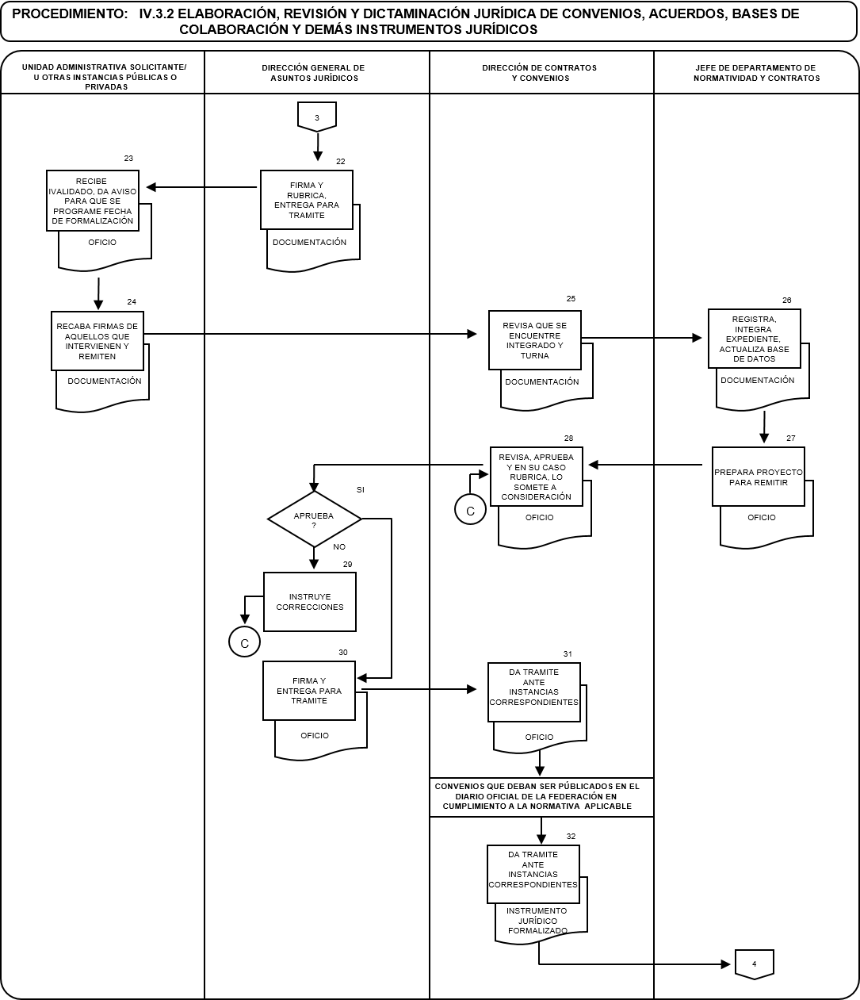 PROCEDIMIENTO: IV.3.2 ELABORACIÓN, REVISIÓN Y DICTAMINACIÓN JURÍDICA DE CONVENIOS, ACUERDOS, BASES DE
COLABORACIÓN Y DEMÁS INSTRUMENTOS JURÍDICOS
UNIDAD ADMINISTRATIVA SOLICITANTE/
U OTRAS INSTANCIAS PÚBLICAS O
PRIVADAS
DIRECCIÓN GENERAL DE
ASUNTOS JURÍDICOS
DIRECCIÓN DE CONTRATOS
Y CONVENIOS
JEFE DE DEPARTAMENTO DE
NORMATIVIDAD Y CONTRATOS
3
22
FIRMA Y
RUBRICA,
ENTREGA PARA
TRAMITE
DOCUMENTACIÓN
23
RECIBE
IVALIDADO, DA AVISO
PARA QUE SE
PROGRAME FECHA
DE FORMALIZACIÓN
OFICIO
24
RECABA FIRMAS DE
AQUELLOS QUE
INTERVIENEN Y
REMITEN
DOCUMENTACIÓN
25
REVISA QUE SE
ENCUENTRE
INTEGRADO Y
TURNA
DOCUMENTACIÓN
26
REGISTRA,
INTEGRA
EXPEDIENTE,
ACTUALIZA BASE
DE DATOS
DOCUMENTACIÓN
27
PREPARA PROYECTO
PARA REMITIR
OFICIO
28
REVISA, APRUEBA
Y EN SU CASO
RUBRICA, LO
SOMETE A
CONSIDERACIÓN
OFICIO
C
APRUEBA
?
SI
NO
29
INSTRUYE
CORRECCIONES
C
30
FIRMA Y
ENTREGA PARA
TRAMITE
OFICIO
31
DA TRAMITE
ANTE
INSTANCIAS
CORRESPONDIENTES
OFICIO
CONVENIOS QUE DEBAN SER PÚBLICADOS EN EL
DIARIO OFICIAL DE LA FEDERACIÓN EN
CUMPLIMIENTO A LA NORMATIVA APLICABLE
32
DA TRAMITE
ANTE
INSTANCIAS
CORRESPONDIENTES
INSTRUMENTO
JURÍDICO
FORMALIZADO
4